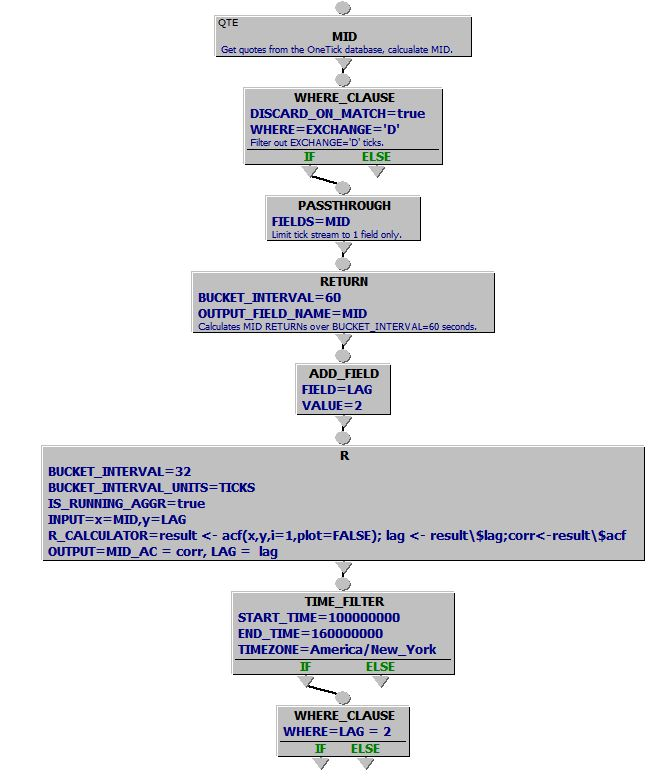 QTE
MID
Get quotes from the OneTick database, calcualate MID.
WHERE_CLAUSE
DISCARD_ON_MATCH=true
WHERE=EXCHANGE='D'
Filter out EXCHANGE='D' ticks.
IF ELSE
PASSTHROUGH
FIELDS=MID
Limit tick stream to 1 field only.
RETURN
BUCKET_INTERVAL=60
OUTPUT_FIELD_NAME=MID
Calculates MID RETURNs over BUCKET_INTERVAL=60 seconds.
ADD_FIELD
FIELD=LAG
VALUE=2
R
BUCKET_INTERVAL=32
BUCKET_INTERVAL_UNITS=TICKS
IS_RUNNING_AGGR=true
INPUT=x=MID,y=LAG
R_CALCULATOR=result <- acf(x,y,i=1,plot=FALSE); lag <- result\$lag;corr<-result\$acf
OUTPUT=MID_AC = corr, LAG = lag
TIME_FILTER
START_TIME=100000000
END_TIME=160000000
TIMEZONE=America/New_York
IF ELSE
WHERE_CLAUSE
WHERE=LAG = 2
IF ELSE